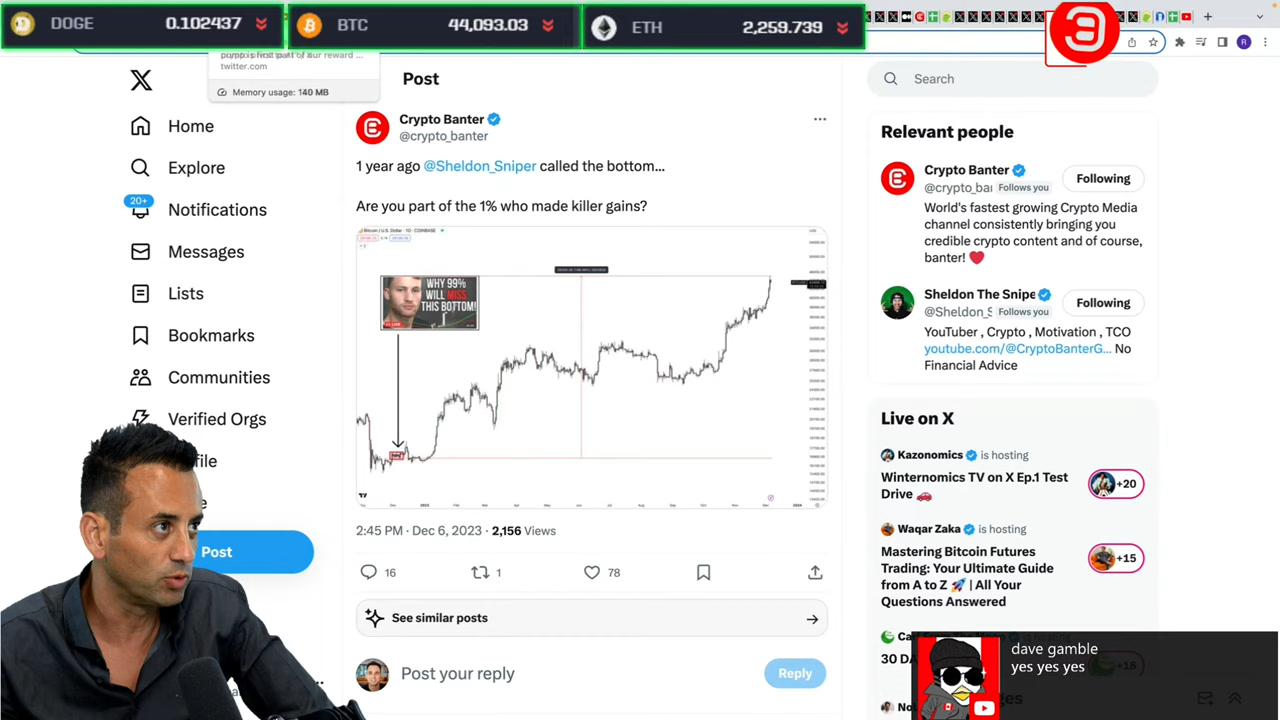 DOGE 0.102437
BTC 44,093.03
ETH 2,259.739
twitter.com
Memory usage: 140 MB
X
Home
Explore
20+
Notifications
Messages
Lists
Bookmarks
Communities
Verified Orgs
Post
Post
Crypto Banter
@crypto_banter
1 year ago @Sheldon_Sniper called the bottom...
Are you part of the 1% who made killer gains?
Bitcoin / U.S. Dollar · 1D · COINBASE
WHY 99%
WILL MISS
THIS BOTTOM!
2:45 PM · Dec 6, 2023 · 2,156 Views
16
1
78
See similar posts
Post your reply
Reply
Search
Relevant people
Crypto Banter
@crypto_bai Follows you
Following
World's fastest growing Crypto Media
channel consistently bringing you
credible crypto content and of course,
banter! ❤️
Sheldon The Snipe
@Sheldon_S Follows you
Following
YouTuber , Crypto , Motivation , TCO
youtube.com/@CryptoBanterG... No
Financial Advice
Live on X
Kazonomics is hosting
Winternomics TV on X Ep.1 Test
Drive 🚗
+20
Waqar Zaka is hosting
Mastering Bitcoin Futures
Trading: Your Ultimate Guide
from A to Z 🚀 | All Your
Questions Answered
+15
30 DA
+18
dave gamble
yes yes yes